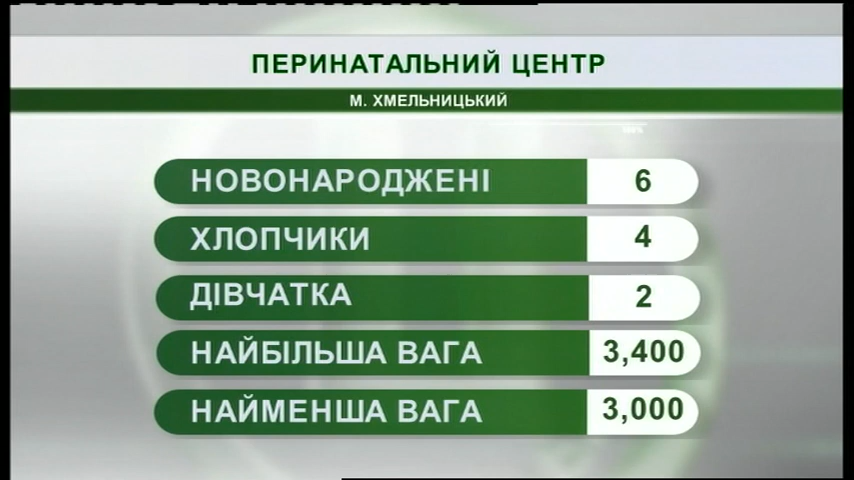 ПЕРИНАТАЛЬНИЙ ЦЕНТР
М. ХМЕЛЬНИЦЬКИЙ
НОВОНАРОДЖЕНІ 6
ХЛОПЧИКИ 4
ДІВЧАТКА 2
НАЙБІЛЬША ВАГА 3,400
НАЙМЕНША ВАГА 3,000